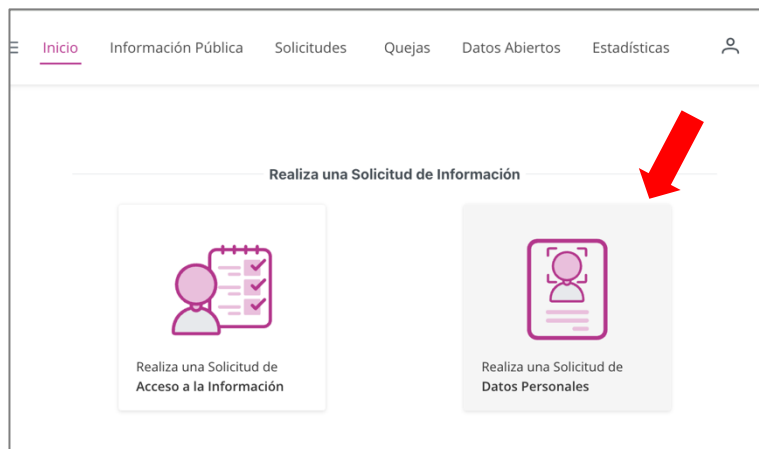 Inicio Información Pública Solicitudes Quejas Datos Abiertos Estadísticas
Realiza una Solicitud de Información
Realiza una Solicitud de
Acceso a la Información
Realiza una Solicitud de
Datos Personales